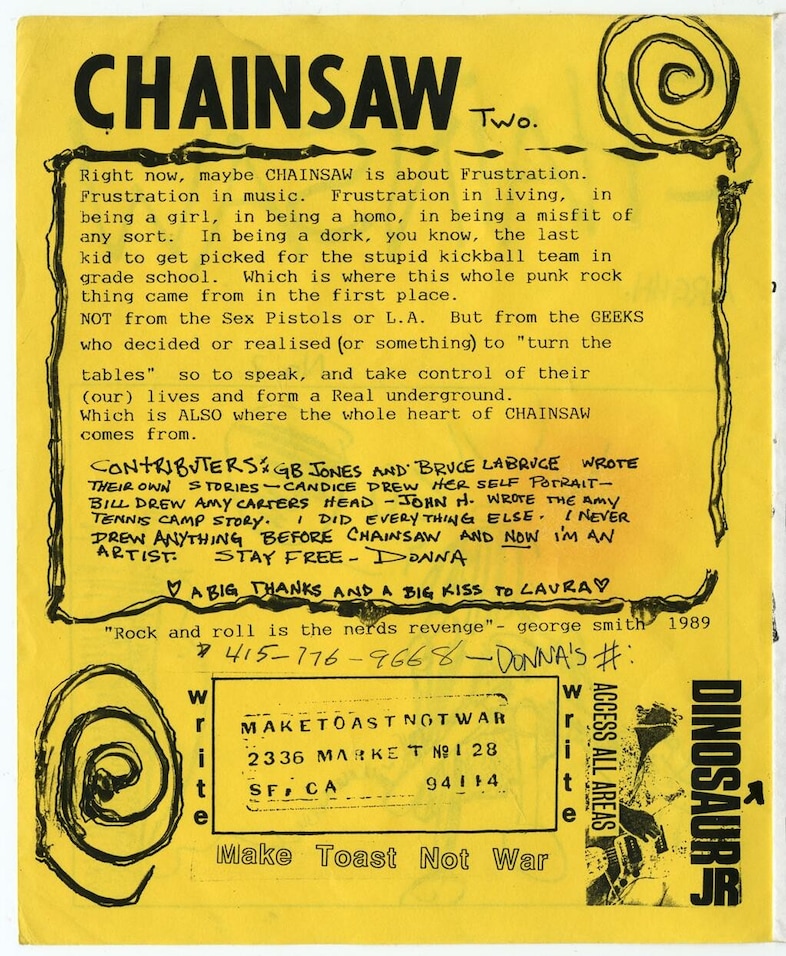 CHAINSAW Two.
Right now, maybe CHAINSAW is about Frustration.
Frustration in music. Frustration in living, in
being a girl, in being a homo, in being a misfit of
any sort. In being a dork, you know, the last
kid to get picked for the stupid kickball team in
grade school. Which is where this whole punk rock
thing came from in the first place.
NOT from the Sex Pistols or L.A. But from the GEEKS
who decided or realised (or something) to "turn the
tables" so to speak, and take control of their
(our) lives and form a Real underground.
Which is ALSO where the whole heart of CHAINSAW
comes from.
CONTRIBUTERS: GB JONES AND BRUCE LABRUCE WROTE
THEIR OWN STORIES - CANDICE DREW HER SELF POTRAIT-
BILL DREW AMY CARTERS HEAD - JOHN H. WROTE THE AMY
TENNIS CAMP STORY. I DID EVERYTHING ELSE. I NEVER
DREW ANYTHING BEFORE CHAINSAW AND NOW I'M AN
ARTIST. STAY FREE - DONNA
♡ A BIG THANKS AND A BIG KISS TO LAURA ♡
"Rock and roll is the nerds revenge"- george smith 1989
415-776-9668 - DONNA'S #:
write
MAKETOASTNOTWAR
2336 MARKET № 128
SF, CA 94114
write
Make Toast Not War
ACCESS ALL AREAS
DINOSAUR JR